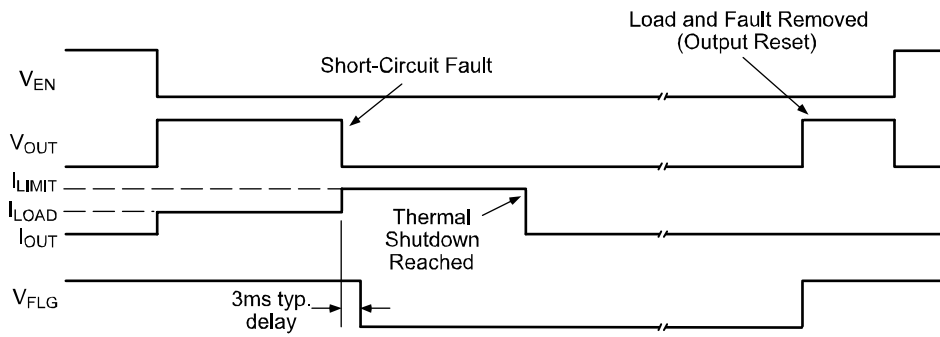 Load and Fault Removed
(Output Reset)
VEN
Short-Circuit Fault
VOUT
ILIMIT
ILOAD
IOUT
Thermal
Shutdown
Reached
VFLG
3ms typ.
delay